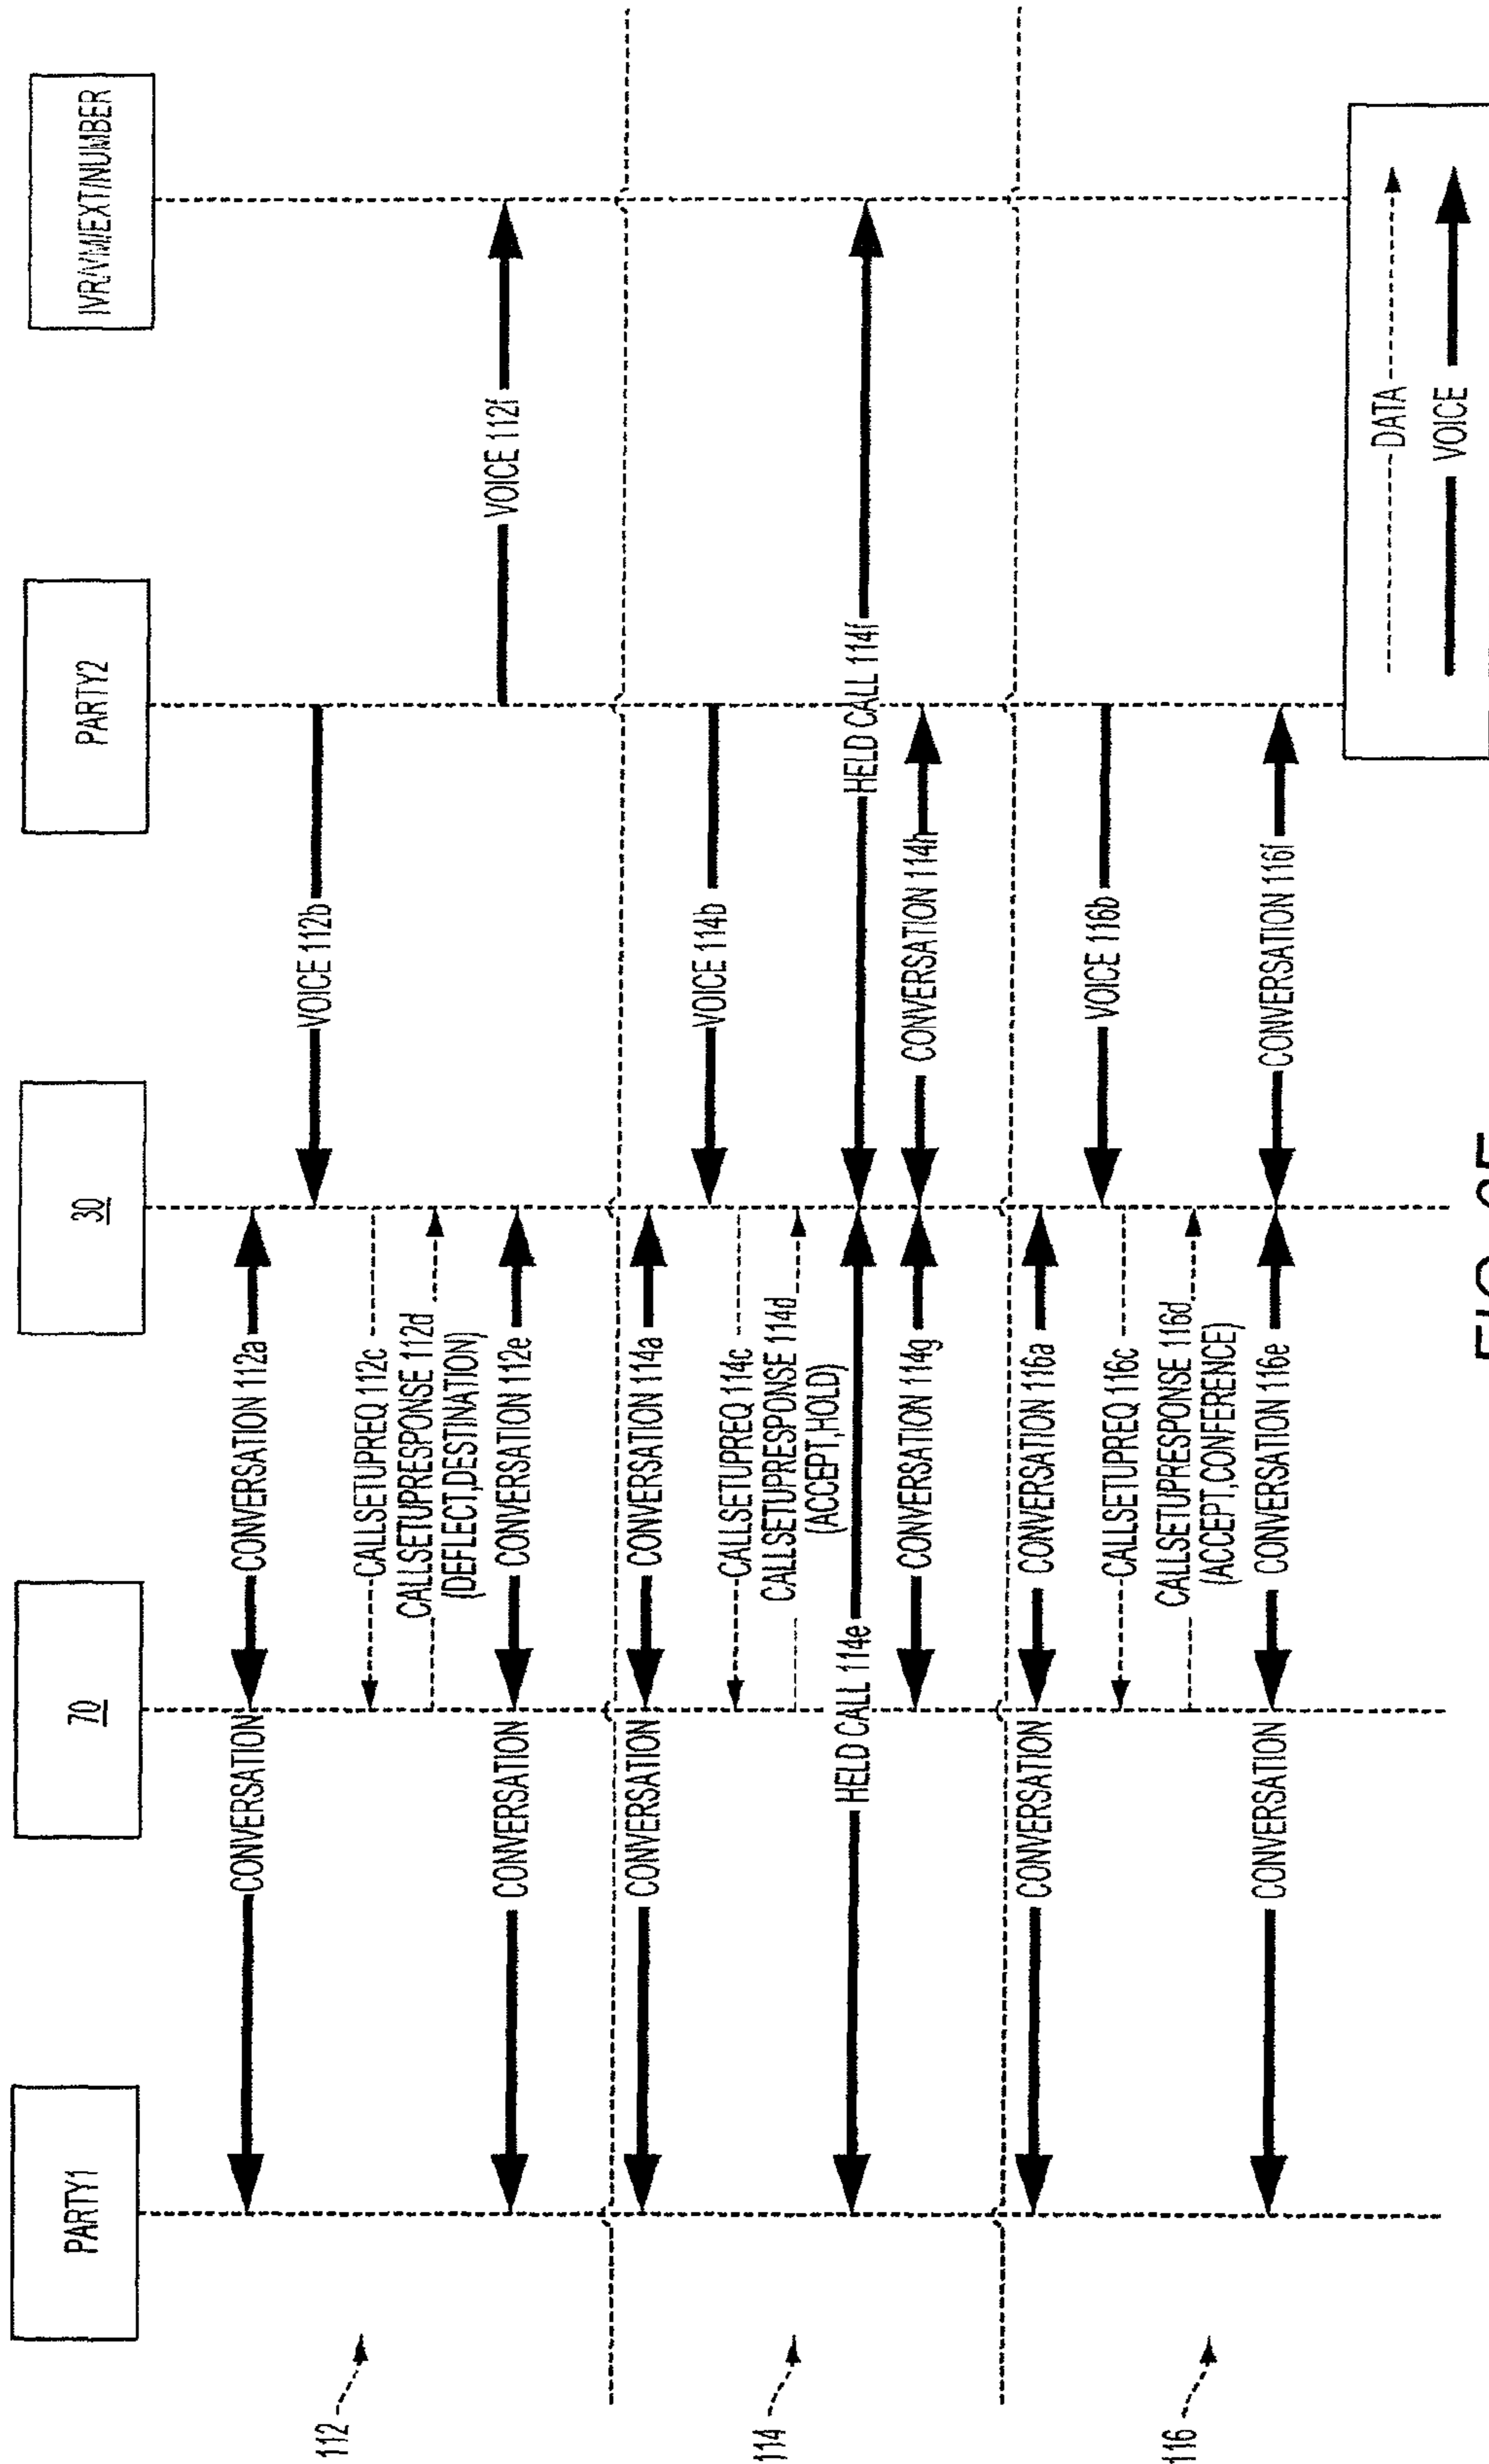 PARTY1
70
30
PARTY2
IVR/VM/EXT/NUMBER
112
CONVERSATION
CONVERSATION 112a
VOICE 112b
CALLSETUPREQ 112c
CALLSETUPRESPONSE 112d
(DEFLECT,DESTINATION)
CONVERSATION
CONVERSATION 112e
VOICE 112f
114
CONVERSATION
CONVERSATION 114a
VOICE 114b
CALLSETUPREQ 114c
CALLSETUPRESPONSE 114d
(ACCEPT,HOLD)
HELD CALL 114e
HELD CALL 114f
CONVERSATION 114g
CONVERSATION 114h
116
CONVERSATION
CONVERSATION 116a
VOICE 116b
CALLSETUPREQ 116c
CALLSETUPRESPONSE 116d
(ACCEPT,CONFERENCE)
CONVERSATION
CONVERSATION 116e
CONVERSATION 116f
DATA
VOICE